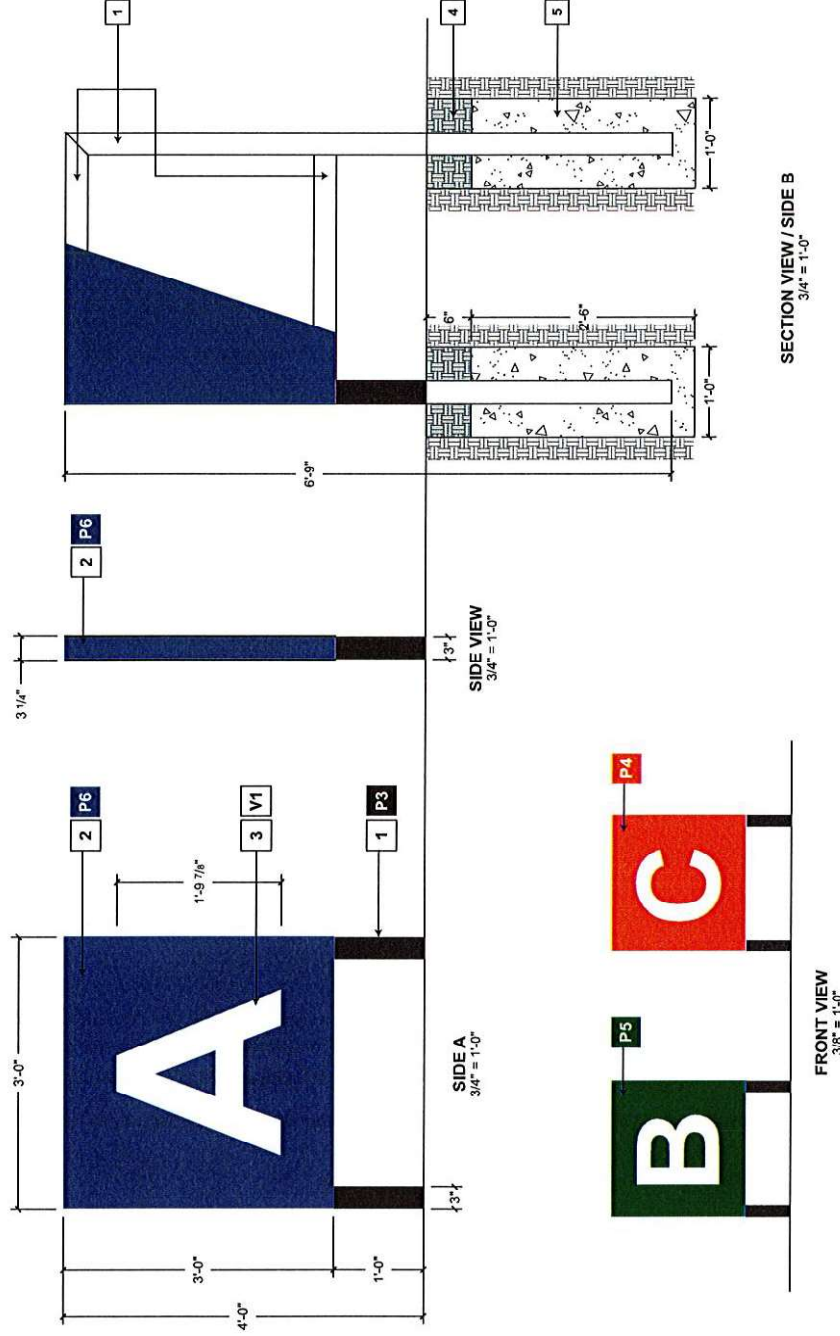 3'-0"
4'-0"
3'-0"
1'-0"
A
1'-9 7/8"
2 P6
3 V1
1 P3
3"
SIDE A
3/4" = 1'-0"
3 1/4"
2 P6
3"
SIDE VIEW
3/4" = 1'-0"
1
6'-9"
6"
2'-6"
1'-0"
1'-0"
4
5
SECTION VIEW / SIDE B
3/4" = 1'-0"
B
P5
C
P4
FRONT VIEW
3/8" = 1'-0"